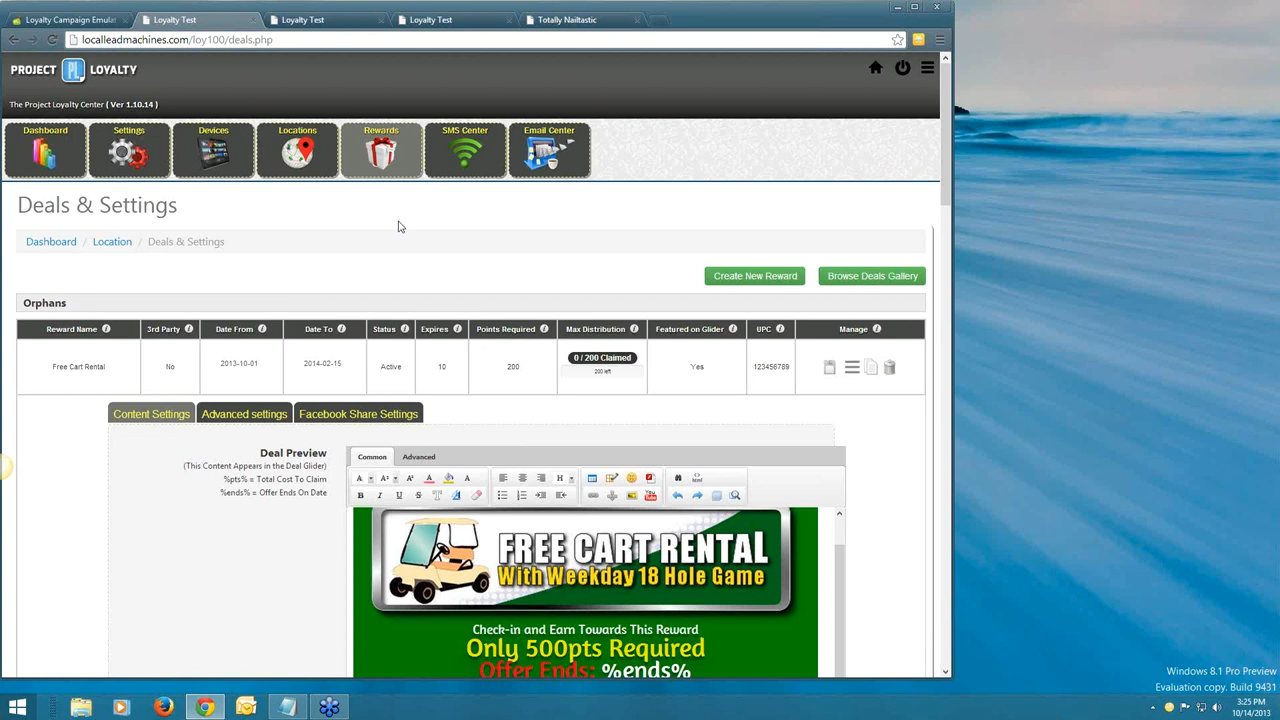 Loyalty Campaign Emula
Loyalty Test
Loyalty Test
Loyalty Test
Totally Nailtastic
localleadmachines.com/loy100/deals.php
PROJECT PL LOYALTY
The Project Loyalty Center ( Ver 1.10.14 )
Dashboard
Settings
Devices
Locations
Rewards
SMS Center
Email Center
Deals & Settings
Dashboard / Location / Deals & Settings
Create New Reward
Browse Deals Gallery
Orphans
Reward Name 3rd Party Date From Date To Status Expires Points Required Max Distribution Featured on Glider UPC Manage
Free Cart Rental No 2013-10-01 2014-02-15 Active 10 200 0 / 200 Claimed Yes 123456789
200 left
Content Settings
Advanced settings
Facebook Share Settings
Deal Preview
(This Content Appears in the Deal Glider)
%pts% = Total Cost To Claim
%ends% = Offer Ends On Date
Common
Advanced
FREE CART RENTAL
With Weekday 18 Hole Game
Check-in and Earn Towards This Reward
Only 500pts Required
Offer Ends: %ends%
Windows 8.1 Pro Preview
Evaluation copy. Build 9431
3:25 PM
10/14/2013